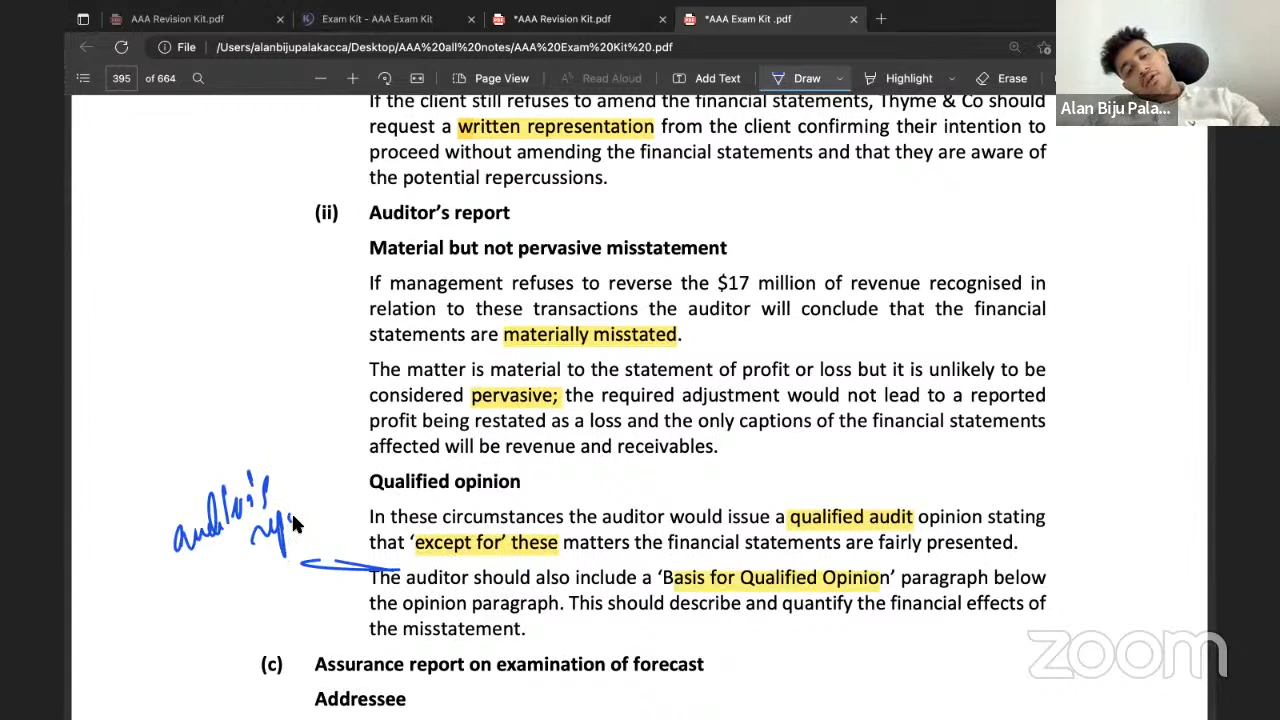 AAA Revision Kit.pdf
Exam Kit - AAA Exam Kit
*AAA Revision Kit.pdf
*AAA Exam Kit .pdf
File
/Users/alanbijupalakacca/Desktop/AAA%20all%20notes/AAA%20Exam%20Kit%20.pdf
395 of 664
Page View
Read Aloud
Add Text
Draw
Highlight
Erase
Alan Biju Pala...
If the client still refuses to amend the financial statements, Thyme & Co should
request a written representation from the client confirming their intention to
proceed without amending the financial statements and that they are aware of
the potential repercussions.
(ii) Auditor’s report
Material but not pervasive misstatement
If management refuses to reverse the $17 million of revenue recognised in
relation to these transactions the auditor will conclude that the financial
statements are materially misstated.
The matter is material to the statement of profit or loss but it is unlikely to be
considered pervasive; the required adjustment would not lead to a reported
profit being restated as a loss and the only captions of the financial statements
affected will be revenue and receivables.
Qualified opinion
In these circumstances the auditor would issue a qualified audit opinion stating
that ‘except for’ these matters the financial statements are fairly presented.
The auditor should also include a ‘Basis for Qualified Opinion’ paragraph below
the opinion paragraph. This should describe and quantify the financial effects of
the misstatement.
(c) Assurance report on examination of forecast
Addressee
zoom